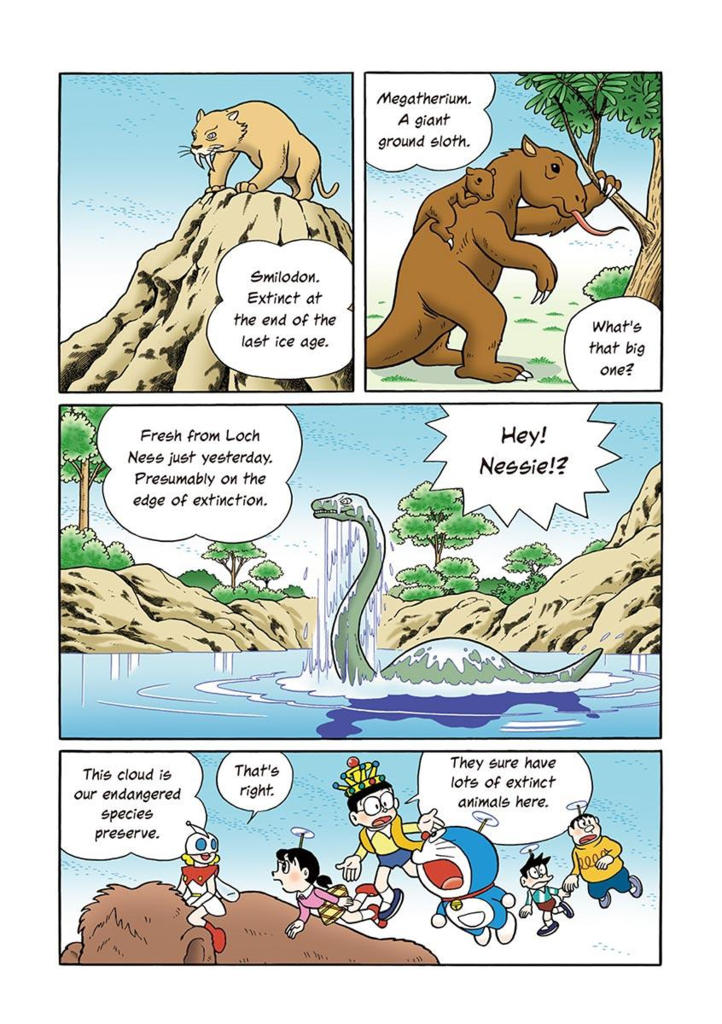 Smilodon.
Extinct at
the end of the
last ice age.
Megatherium.
A giant
ground sloth.
What's
that big
one?
Fresh from Loch
Ness just yesterday.
Presumably on the
edge of extinction.
Hey!
Nessie!?
This cloud is
our endangered
species
preserve.
That's
right.
They sure have
lots of extinct
animals here.